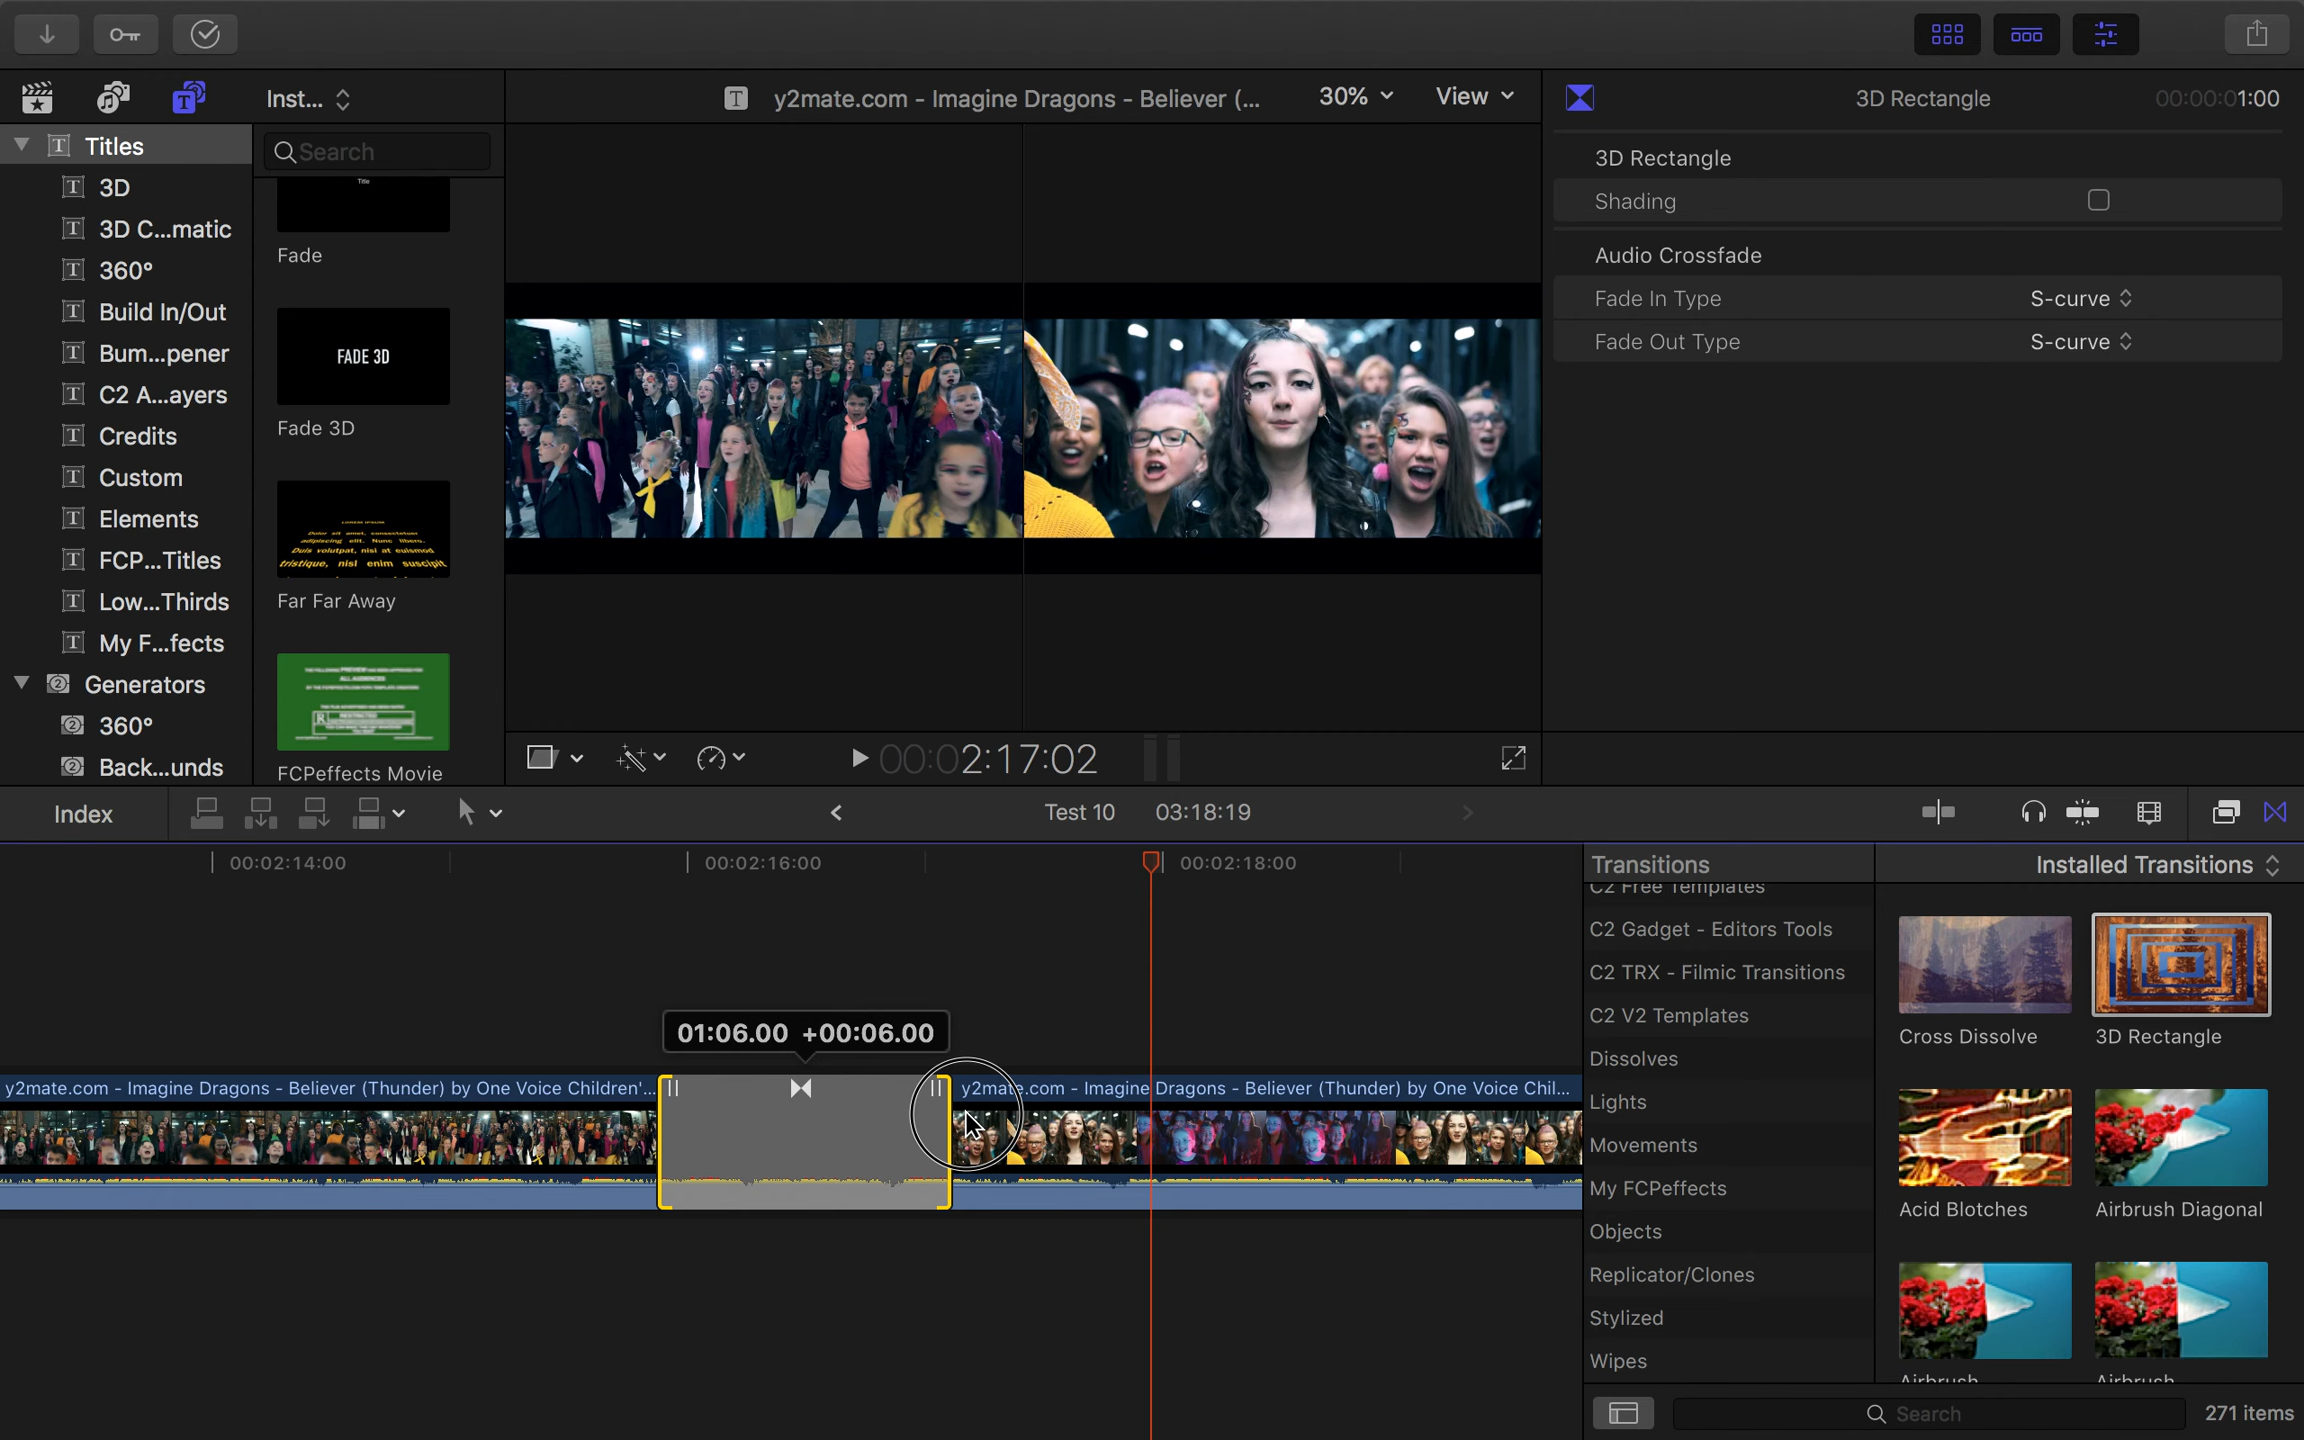 Inst...
y2mate.com - Imagine Dragons - Believer (...
30%
View
3D Rectangle
00:00:01:00
Titles
3D
3D C...matic
360°
Build In/Out
Bum...pener
C2 A...ayers
Credits
Custom
Elements
FCP...Titles
Low...Thirds
My F...fects
Generators
360°
Back...unds
Search
Title
Fade
FADE 3D
Fade 3D
Far Far Away
FCPeffects Movie
3D Rectangle
Shading
Audio Crossfade
Fade In Type
S-curve
Fade Out Type
S-curve
00:02:17:02
Index
Test 10
03:18:19
00:02:14:00
00:02:16:00
00:02:18:00
01:06.00 +00:06.00
y2mate.com - Imagine Dragons - Believer (Thunder) by One Voice Children'...
y2mate.com - Imagine Dragons - Believer (Thunder) by One Voice Chil...
Transitions
Installed Transitions
C2 Free Templates
C2 Gadget - Editors Tools
C2 TRX - Filmic Transitions
C2 V2 Templates
Dissolves
Lights
Movements
My FCPeffects
Objects
Replicator/Clones
Stylized
Wipes
Cross Dissolve
3D Rectangle
Acid Blotches
Airbrush Diagonal
Airbrush
Airbrush
Search
271 items